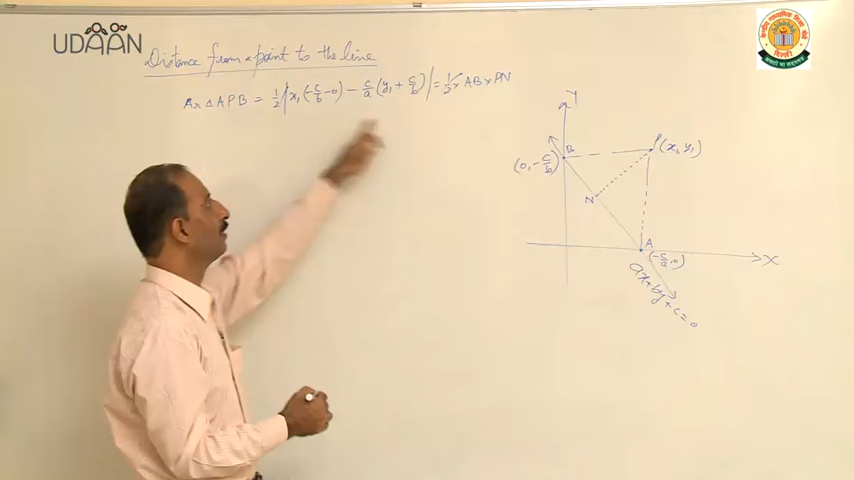 UDAAN
Distance from a point to the line
Ar △APB = 1/2 |x₁(-c/b - 0) - c/a (y₁ + c/b)| = 1/2 × AB × PN
Y
B
P(x₁, y₁)
(0, -c/b)
N
A
(-c/a, 0)
X
ax + by + c = 0